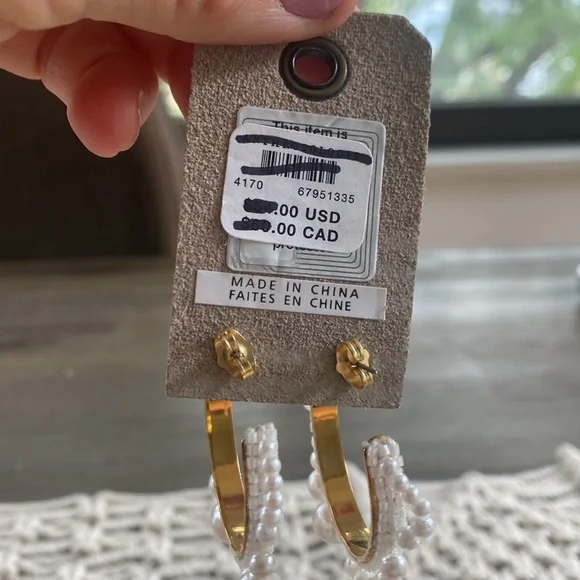 This item is
4170 67951335
.00 USD
.00 CAD
MADE IN CHINA
FAITES EN CHINE